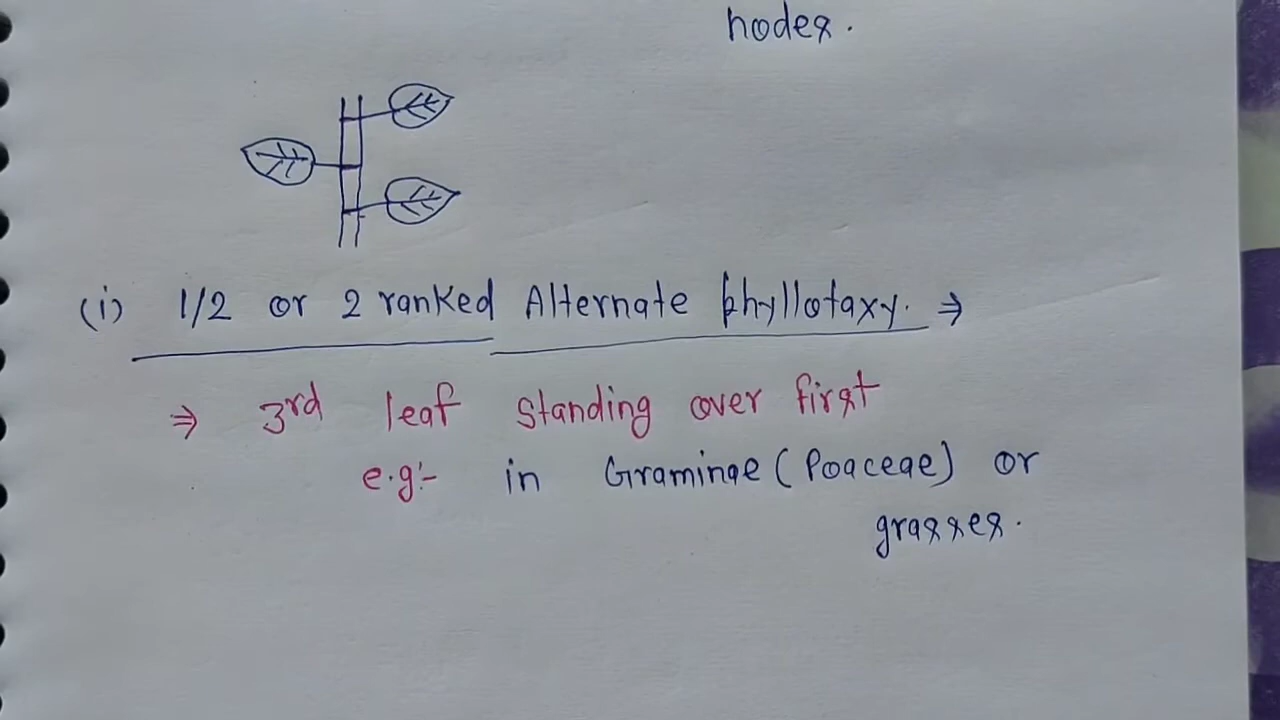 nodes.
(i) 1/2 or 2 ranked Alternate phyllotaxy. ⇒
⇒ 3rd leaf standing over first
e.g:- in Graminae (Poaceae) or
grasses.